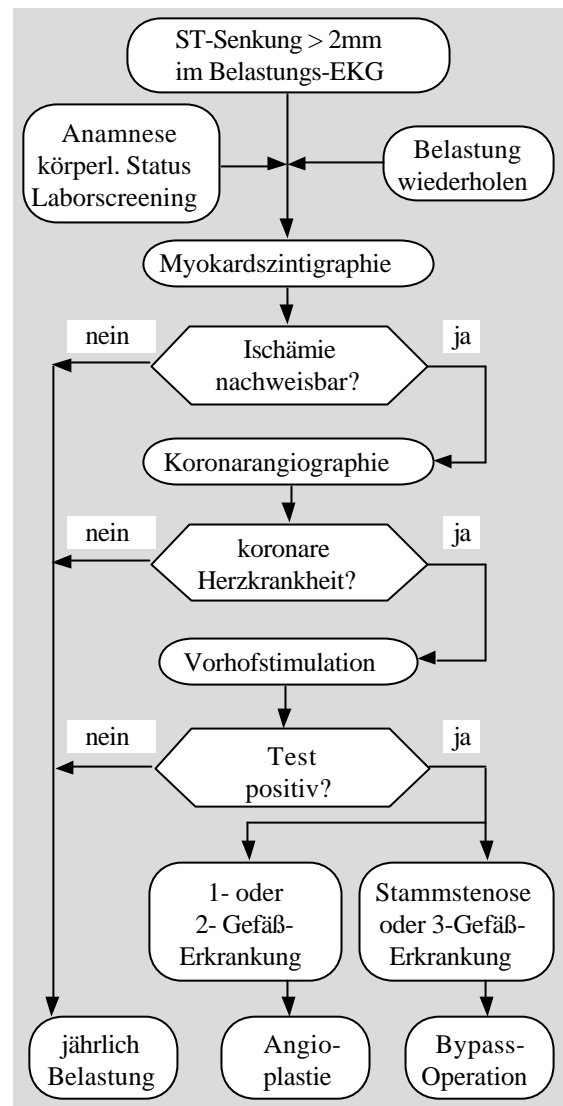 ST-Senkung > 2mm
im Belastungs-EKG
Anamnese
körperl. Status
Laborscreening
Belastung
wiederholen
Myokardszintigraphie
nein
ja
Ischämie
nachweisbar?
Koronarangiographie
nein
ja
koronare
Herzkrankheit?
Vorhofstimulation
nein
ja
Test
positiv?
1- oder
2- Gefäß-
Erkrankung
Stammstenose
oder 3-Gefäß-
Erkrankung
jährlich
Belastung
Angio-
plastie
Bypass-
Operation